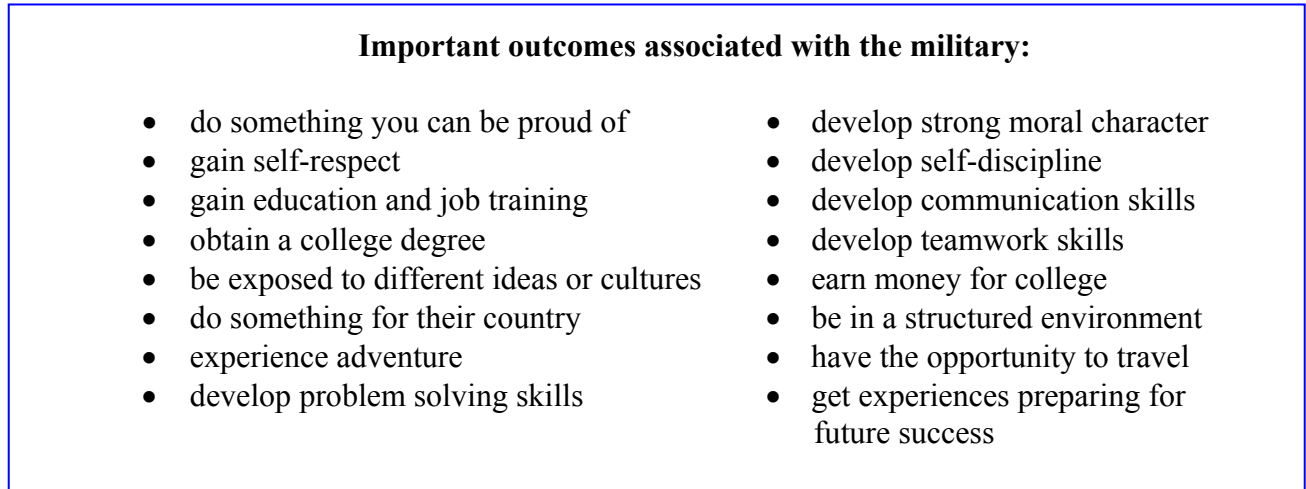 Important outcomes associated with the military:
• do something you can be proud of
• gain self-respect
• gain education and job training
• obtain a college degree
• be exposed to different ideas or cultures
• do something for their country
• experience adventure
• develop problem solving skills
• develop strong moral character
• develop self-discipline
• develop communication skills
• develop teamwork skills
• earn money for college
• be in a structured environment
• have the opportunity to travel
• get experiences preparing for
future success